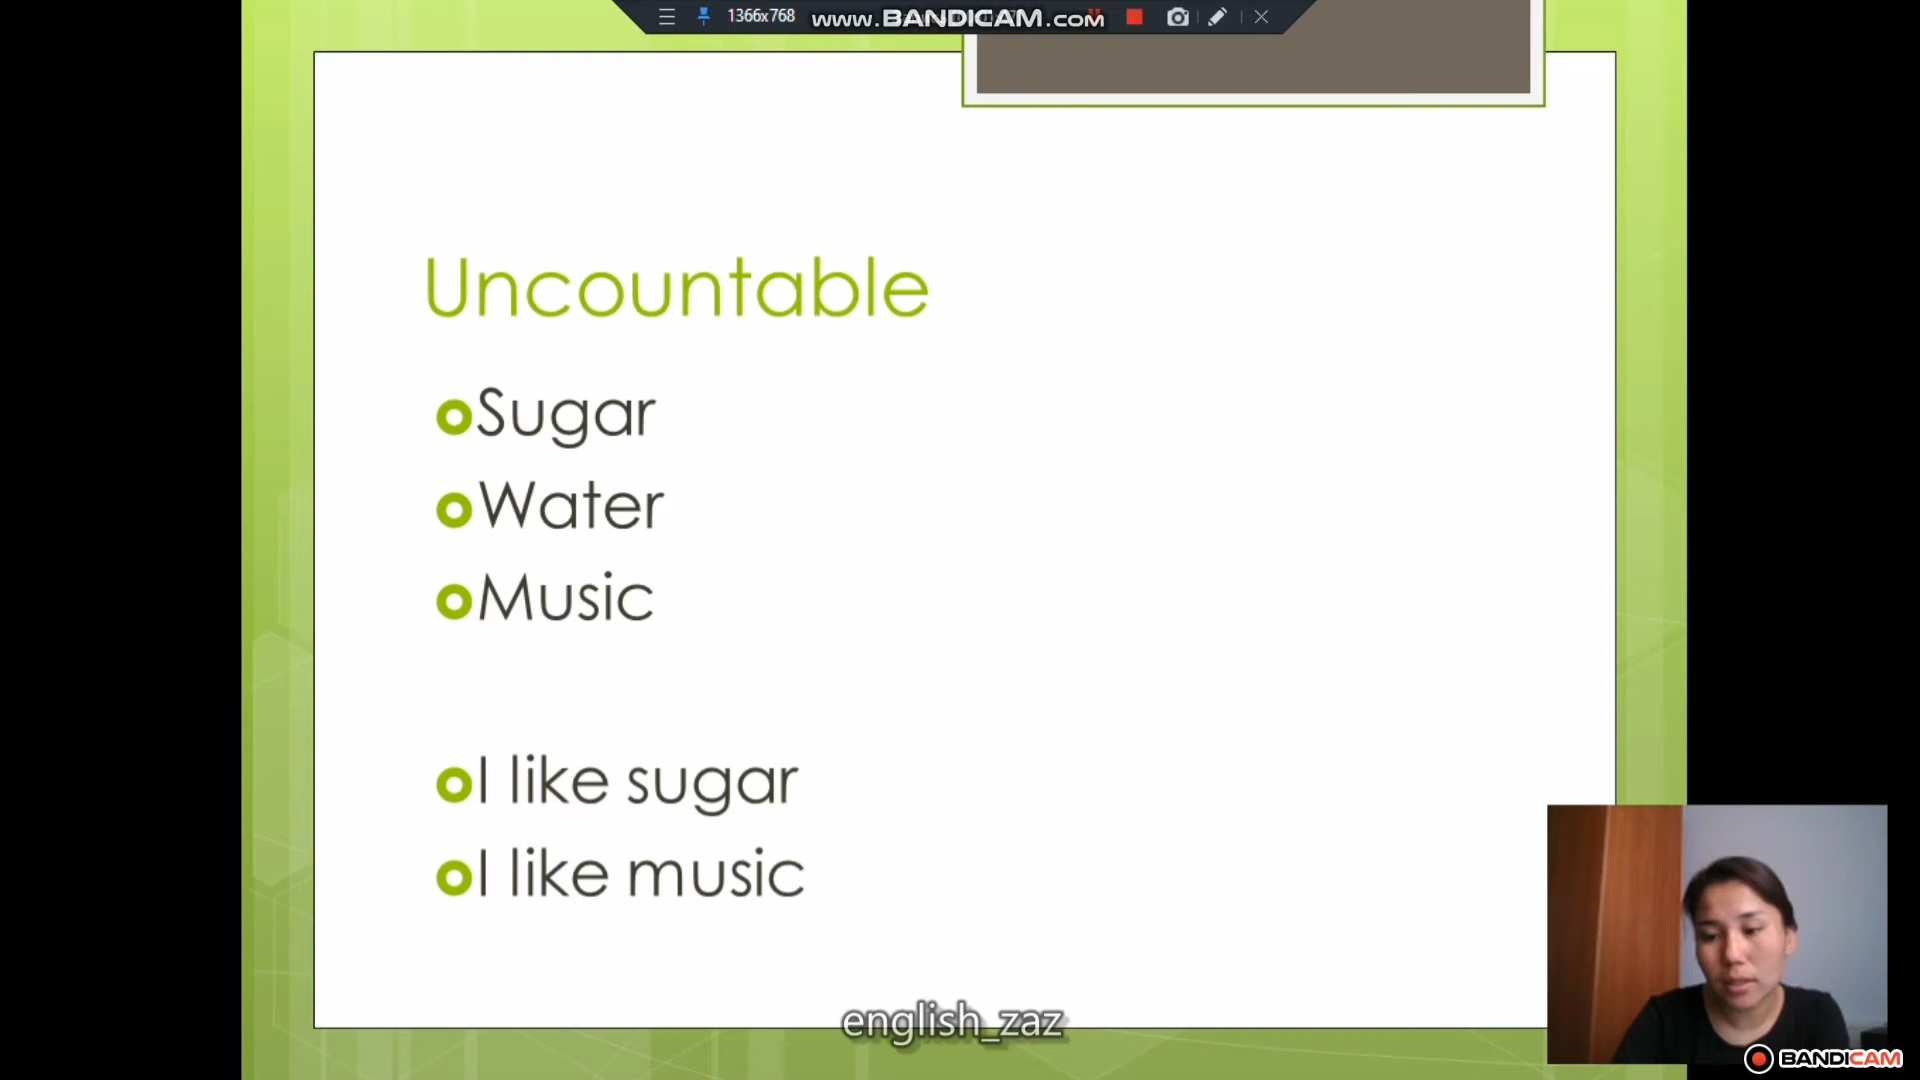 1366x768 www.BANDICAM.com
Uncountable
Sugar
Water
Music
I like sugar
I like music
english_zaz
BANDICAM